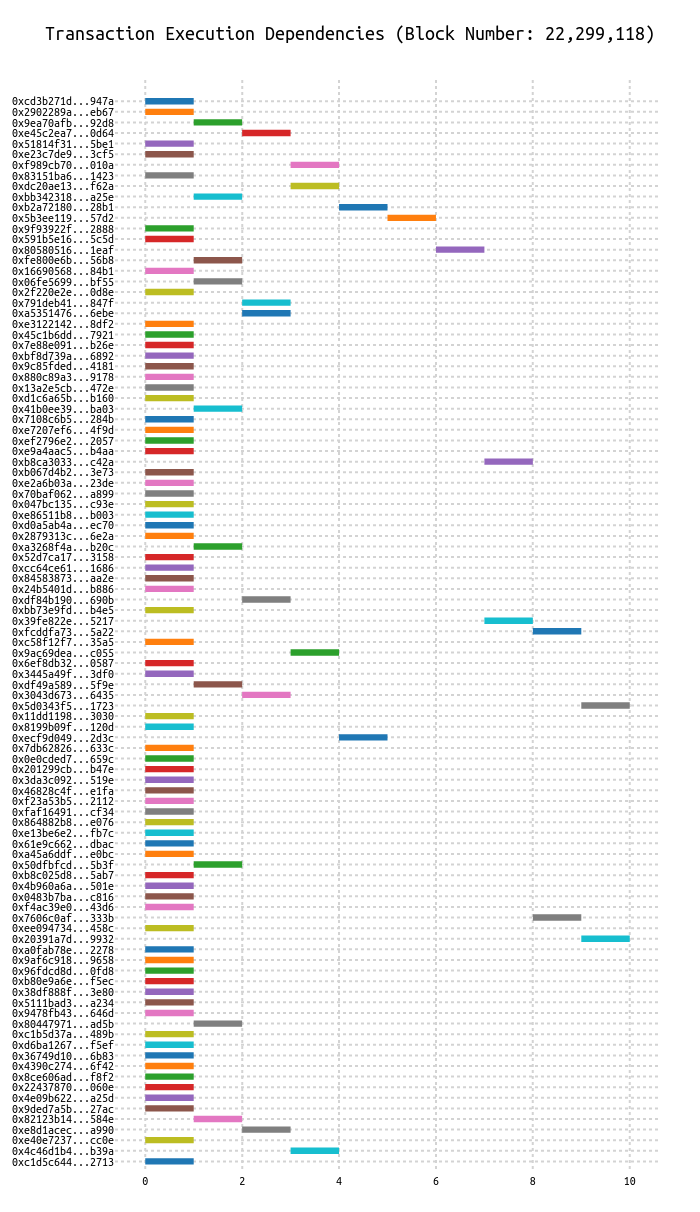 Transaction Execution Dependencies (Block Number: 22,299,118)
0xcd3b271d...947a
0x2902289a...eb67
0x9ea70afb...92d8
0xe45c2ea7...0d64
0x51814f31...5be1
0xe23c7de9...3cf5
0xf989cb70...010a
0x83151ba6...1423
0xdc20ae13...f62a
0xbb342318...a25e
0xb2a72180...28b1
0x5b3ee119...57d2
0x9f93922f...2888
0x591b5e16...5c5d
0x80580516...1eaf
0xfe800e6b...56b8
0x16690568...84b1
0x06fe5699...bf55
0x2f220e2e...0d8e
0x791deb41...847f
0xa5351476...6ebe
0xe3122142...8df2
0x45c1b6dd...7921
0x7e88e091...b26e
0xbf8d739a...6892
0x9c85fded...4181
0x880c89a3...9178
0x13a2e5cb...472e
0xd1c6a65b...b160
0x41b0ee39...ba03
0x7108c6b5...284b
0xe7207ef6...4f9d
0xef2796e2...2057
0xe9a4aac5...b4aa
0xb8ca3033...c42a
0xb067d4b2...3e73
0xe2a6b03a...23de
0x70baf062...a899
0x047bc135...c93e
0xe86511b8...b003
0xd0a5ab4a...ec70
0x2879313c...6e2a
0xa3268f4a...b20c
0x52d7ca17...3158
0xcc64ce61...1686
0x84583873...aa2e
0x24b5401d...b886
0xdf84b190...690b
0xbb73e9fd...b4e5
0x39fe822e...5217
0xfcddfa73...5a22
0xc58f12f7...35a5
0x9ac69dea...c055
0x6ef8db32...0587
0x3445a49f...3df0
0xdf49a589...5f9e
0x3043d673...6435
0x5d0343f5...1723
0x11dd1198...3030
0x8199b09f...120d
0xecf9d049...2d3c
0x7db62826...633c
0x0e0cded7...659c
0x201299cb...b47e
0x3da3c092...519e
0x46828c4f...e1fa
0xf23a53b5...2112
0xfaf16491...cf34
0x864882b8...e076
0xe13be6e2...fb7c
0x61e9c662...dbac
0xa45a6ddf...e0bc
0x50dfbfcd...5b3f
0xb8c025d8...5ab7
0x4b960a6a...501e
0x0483b7ba...c816
0xf4ac39e0...43d6
0x7606c0af...333b
0xee094734...458c
0x20391a7d...9932
0xa0fab78e...2278
0x9af6c918...9658
0x96fdcd8d...0fd8
0xb80e9a6e...f5ec
0x38df888f...3e80
0x5111bad3...a234
0x9478fb43...646d
0x80447971...ad5b
0xc1b5d37a...489b
0xd6ba1267...f5ef
0x36749d10...6b83
0x4390c274...6f42
0x8ce606ad...f8f2
0x22437870...060e
0x4e09b622...a25d
0x9ded7a5b...27ac
0x82123b14...584e
0xe8d1acec...a990
0xe40e7237...cc0e
0x4c46d1b4...b39a
0xc1d5c644...2713
0 2 4 6 8 10